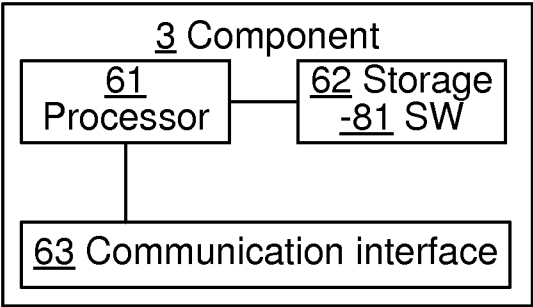 3 Component
61
Processor
62 Storage
-81 SW
63 Communication interface